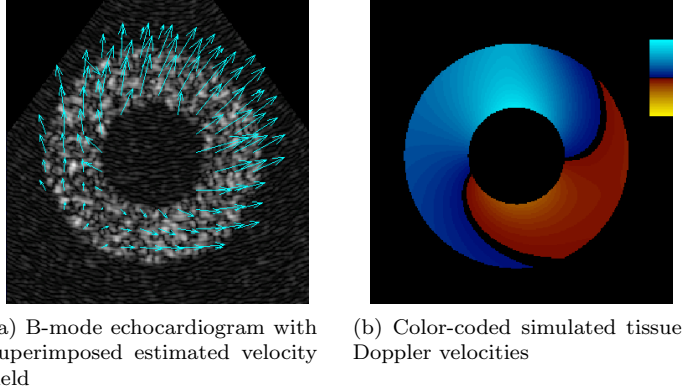 a) B-mode echocardiogram with
uperimposed estimated velocity
eld
(b) Color-coded simulated tissue
Doppler velocities